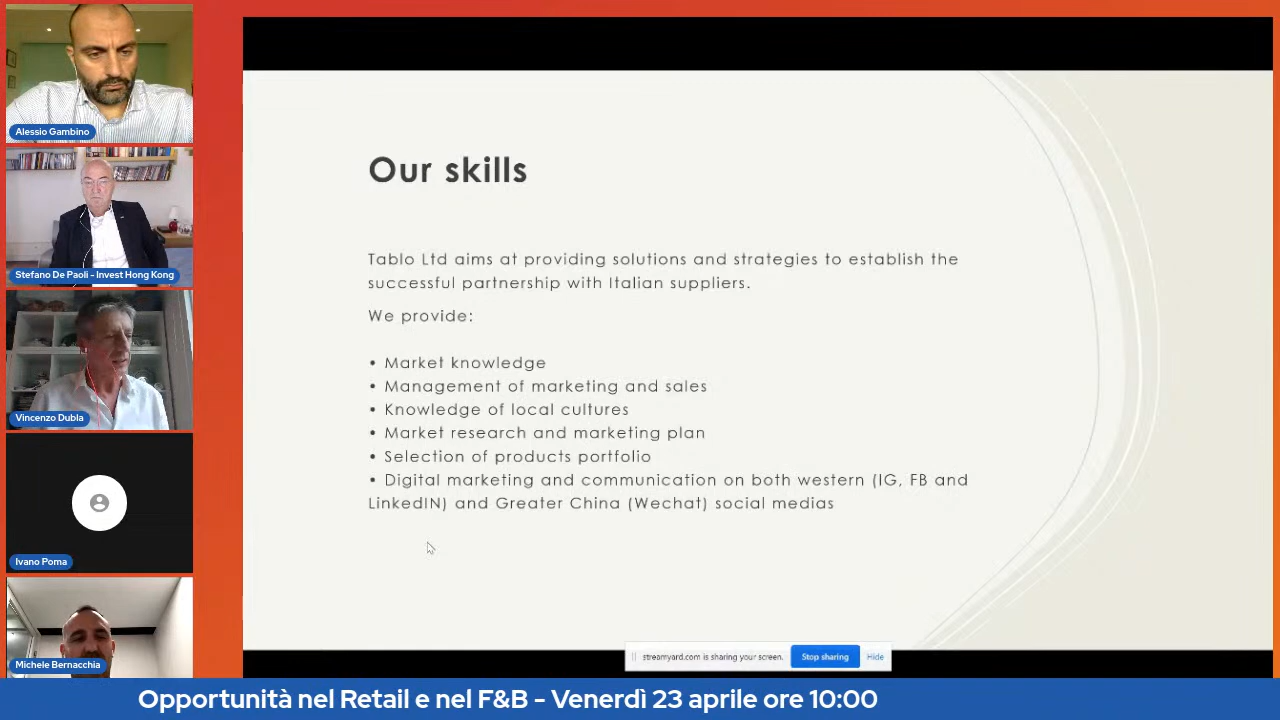 Alessio Gambino
Stefano De Paoli - Invest Hong Kong
Vincenzo Dubla
Ivano Poma
Michele Bernacchia
Our skills
Tablo Ltd aims at providing solutions and strategies to establish the
successful partnership with Italian suppliers.
We provide:
• Market knowledge
• Management of marketing and sales
• Knowledge of local cultures
• Market research and marketing plan
• Selection of products portfolio
• Digital marketing and communication on both western (IG, FB and
LinkedIN) and Greater China (Wechat) social medias
streamyard.com is sharing your screen.
Stop sharing
Hide
Opportunità nel Retail e nel F&B - Venerdì 23 aprile ore 10:00